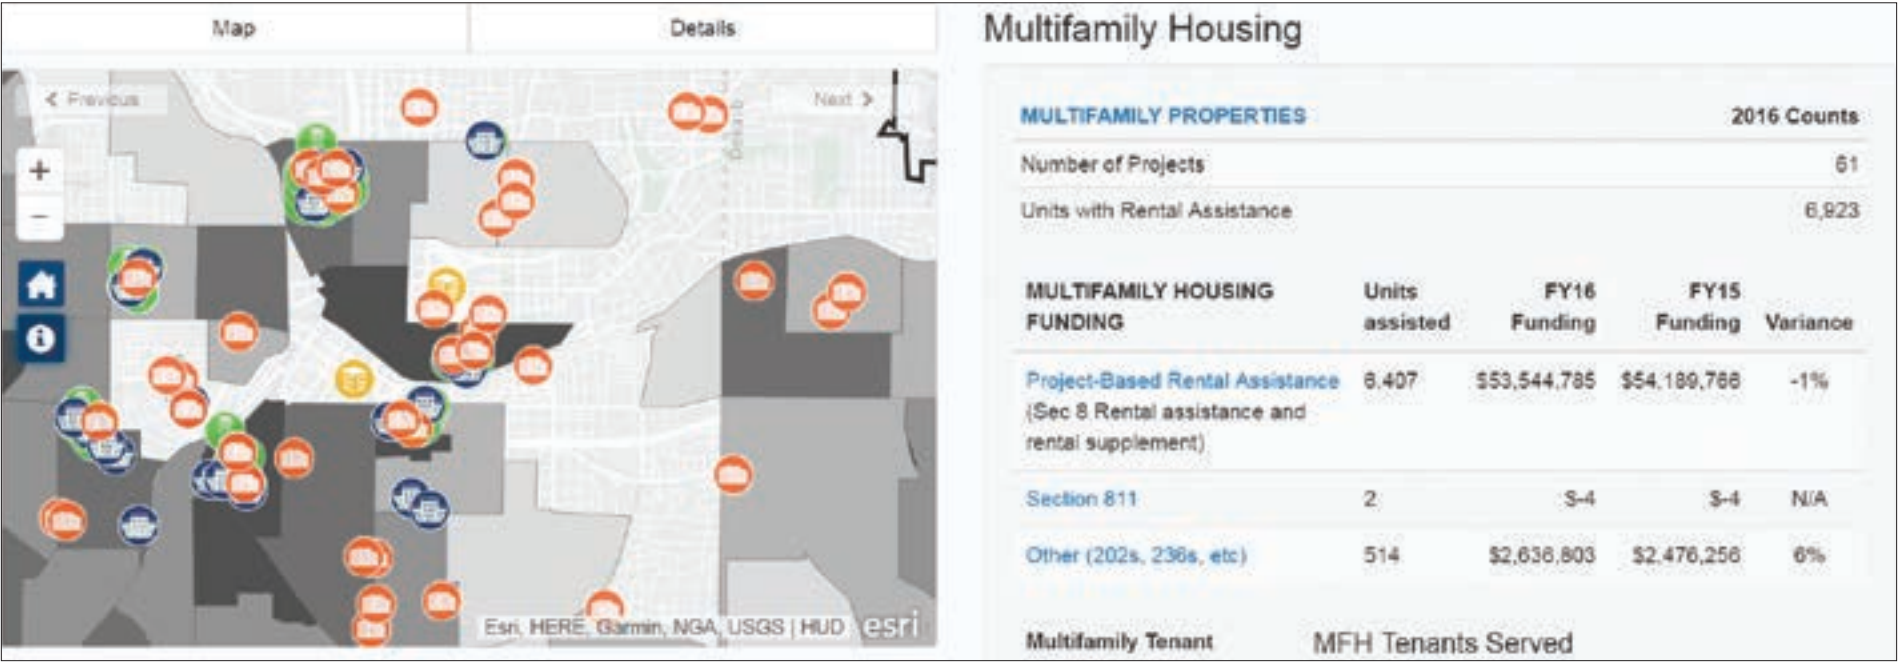 Map
Details
Previous
Next
Esri, HERE, Garmin, NGA, USGS | HUD
esri
Multifamily Housing
MULTIFAMILY PROPERTIES 2016 Counts
Number of Projects 61
Units with Rental Assistance 6,923
MULTIFAMILY HOUSING FUNDING Units assisted FY16 Funding FY15 Funding Variance
Project-Based Rental Assistance 6,407 $53,544,785 $54,189,766 -1%
(Sec 8 Rental assistance and
rental supplement)
Section 811 2 $-4 $-4 N/A
Other (202s, 236s, etc) 514 $2,636,803 $2,476,256 6%
Multifamily Tenant MFH Tenants Served